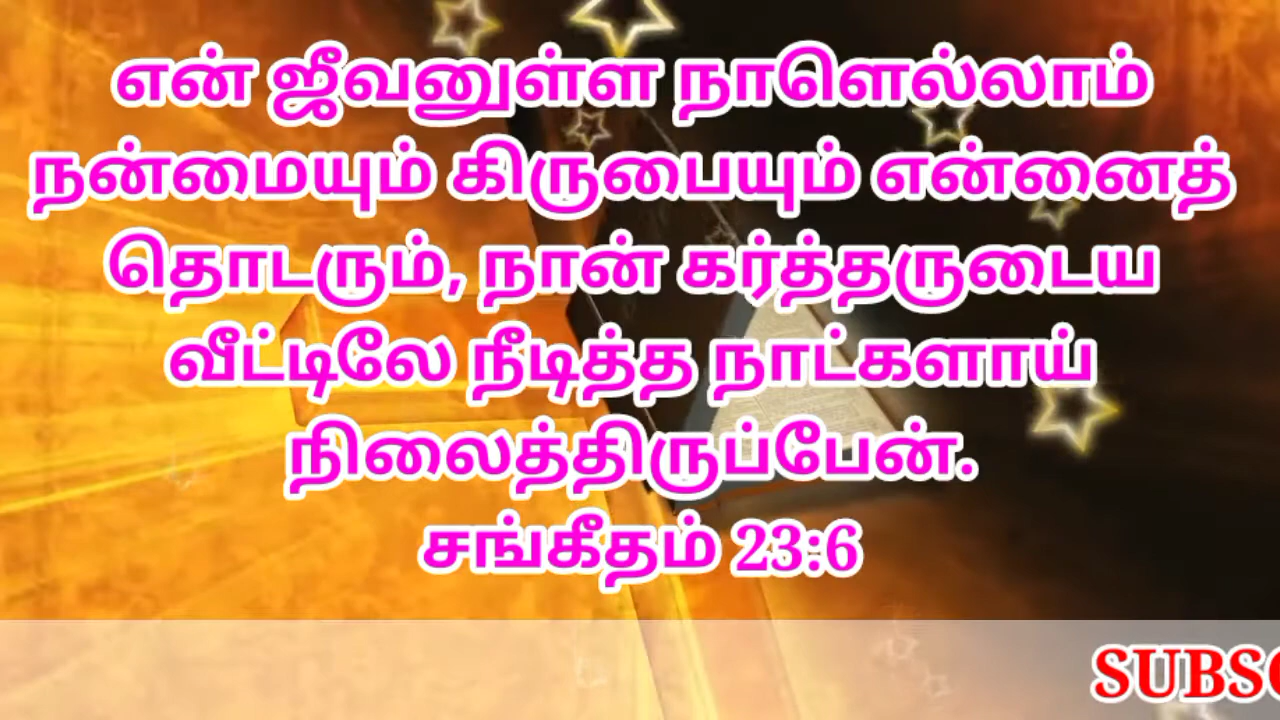 என் ஜீவனுள்ள நாளெல்லாம்
நன்மையும் கிருபையும் என்னைத்
தொடரும், நான் கர்த்தருடைய
வீட்டிலே நீடித்த நாட்களாய்
நிலைத்திருப்பேன்.
சங்கீதம் 23:6